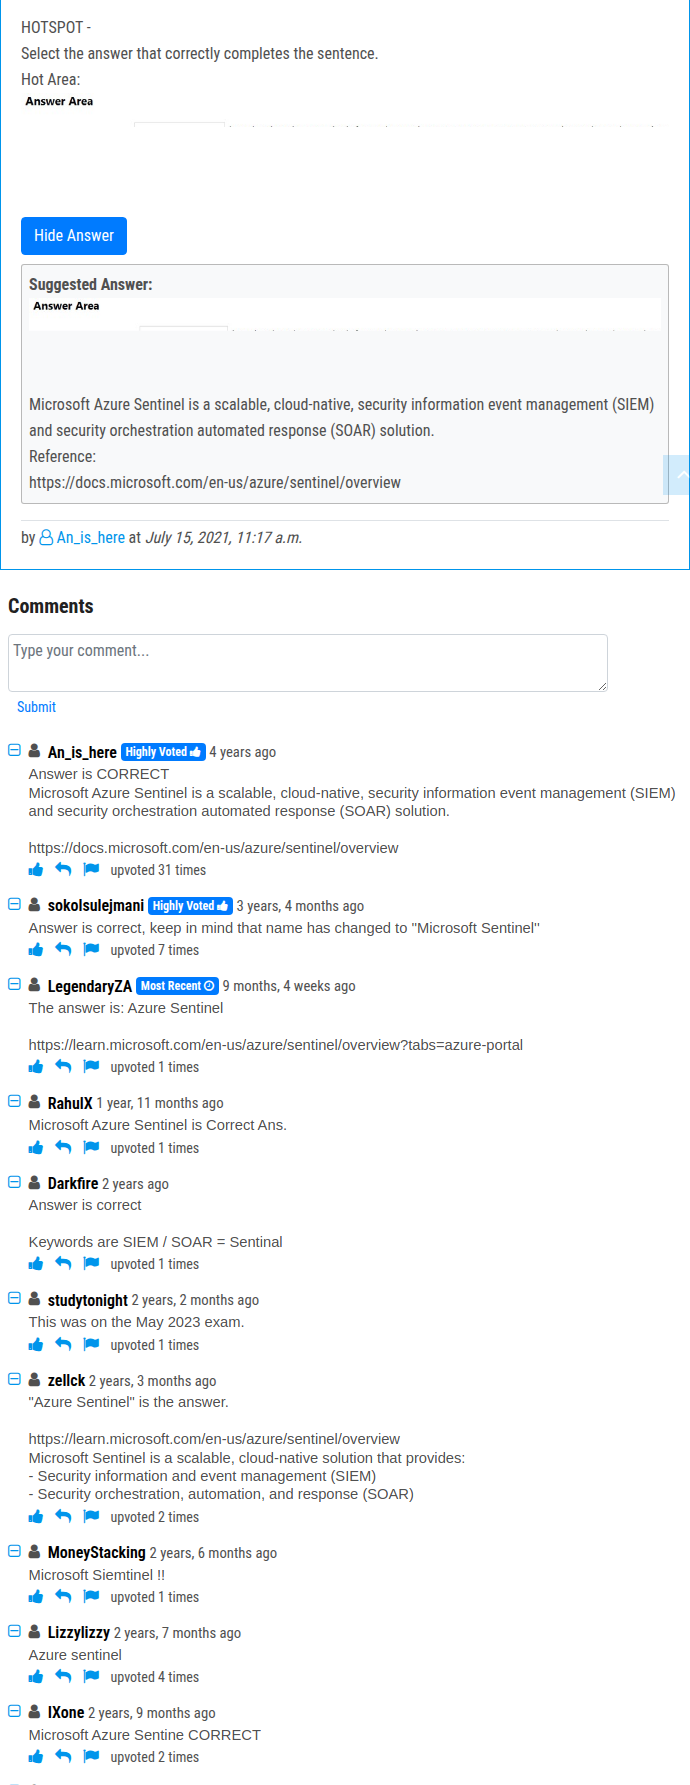 HOTSPOT -
Select the answer that correctly completes the sentence.
Hot Area:
Answer Area
Hide Answer
Suggested Answer:
Answer Area
Microsoft Azure Sentinel is a scalable, cloud-native, security information event management (SIEM)
and security orchestration automated response (SOAR) solution.
Reference:
https://docs.microsoft.com/en-us/azure/sentinel/overview
by An_is_here at July 15, 2021, 11:17 a.m.
Comments
Type your comment...
Submit
An_is_here Highly Voted 4 years ago
Answer is CORRECT
Microsoft Azure Sentinel is a scalable, cloud-native, security information event management (SIEM)
and security orchestration automated response (SOAR) solution.
https://docs.microsoft.com/en-us/azure/sentinel/overview
upvoted 31 times
sokolsulejmani Highly Voted 3 years, 4 months ago
Answer is correct, keep in mind that name has changed to "Microsoft Sentinel"
upvoted 7 times
LegendaryZA Most Recent 9 months, 4 weeks ago
The answer is: Azure Sentinel
https://learn.microsoft.com/en-us/azure/sentinel/overview?tabs=azure-portal
upvoted 1 times
RahulX 1 year, 11 months ago
Microsoft Azure Sentinel is Correct Ans.
upvoted 1 times
Darkfire 2 years ago
Answer is correct
Keywords are SIEM / SOAR = Sentinal
upvoted 1 times
studytonight 2 years, 2 months ago
This was on the May 2023 exam.
upvoted 1 times
zellck 2 years, 3 months ago
"Azure Sentinel" is the answer.
https://learn.microsoft.com/en-us/azure/sentinel/overview
Microsoft Sentinel is a scalable, cloud-native solution that provides:
- Security information and event management (SIEM)
- Security orchestration, automation, and response (SOAR)
upvoted 2 times
MoneyStacking 2 years, 6 months ago
Microsoft Siemtinel !!
upvoted 1 times
Lizzylizzy 2 years, 7 months ago
Azure sentinel
upvoted 4 times
IXone 2 years, 9 months ago
Microsoft Azure Sentine CORRECT
upvoted 2 times